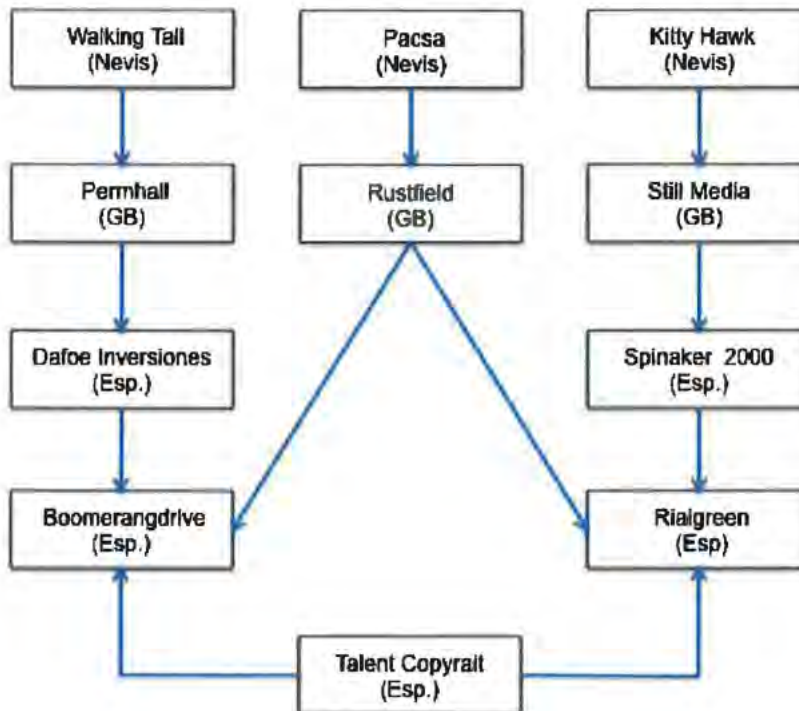 Walking Tall
(Nevis)
Pacsa
(Nevis)
Kitty Hawk
(Nevis)
Permhall
(GB)
Rustfield
(GB)
Still Media
(GB)
Dafoe Inversiones
(Esp.)
Spinaker 2000
(Esp.)
Boomerangdrive
(Esp.)
Rialgreen
(Esp)
Talent Copyrait
(Esp.)